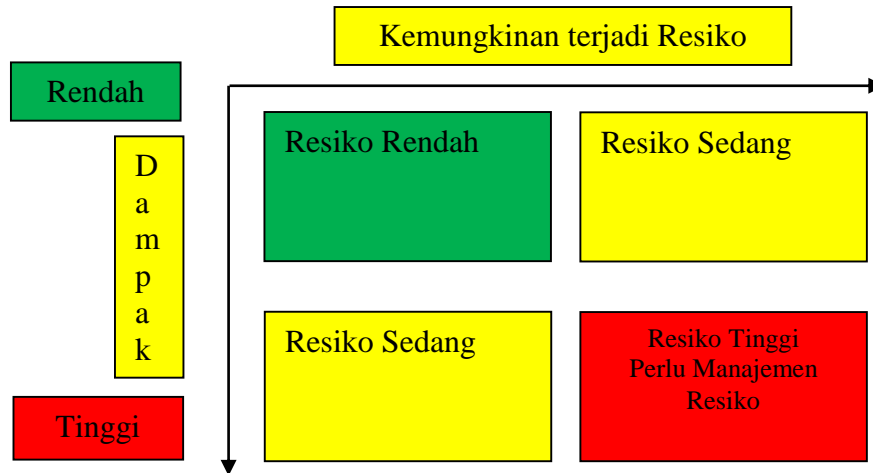 Kemungkinan terjadi Resiko
Rendah
Resiko Rendah
Resiko Sedang
D
a
m
p
a
k
Resiko Sedang
Resiko Tinggi
Perlu Manajemen
Resiko
Tinggi